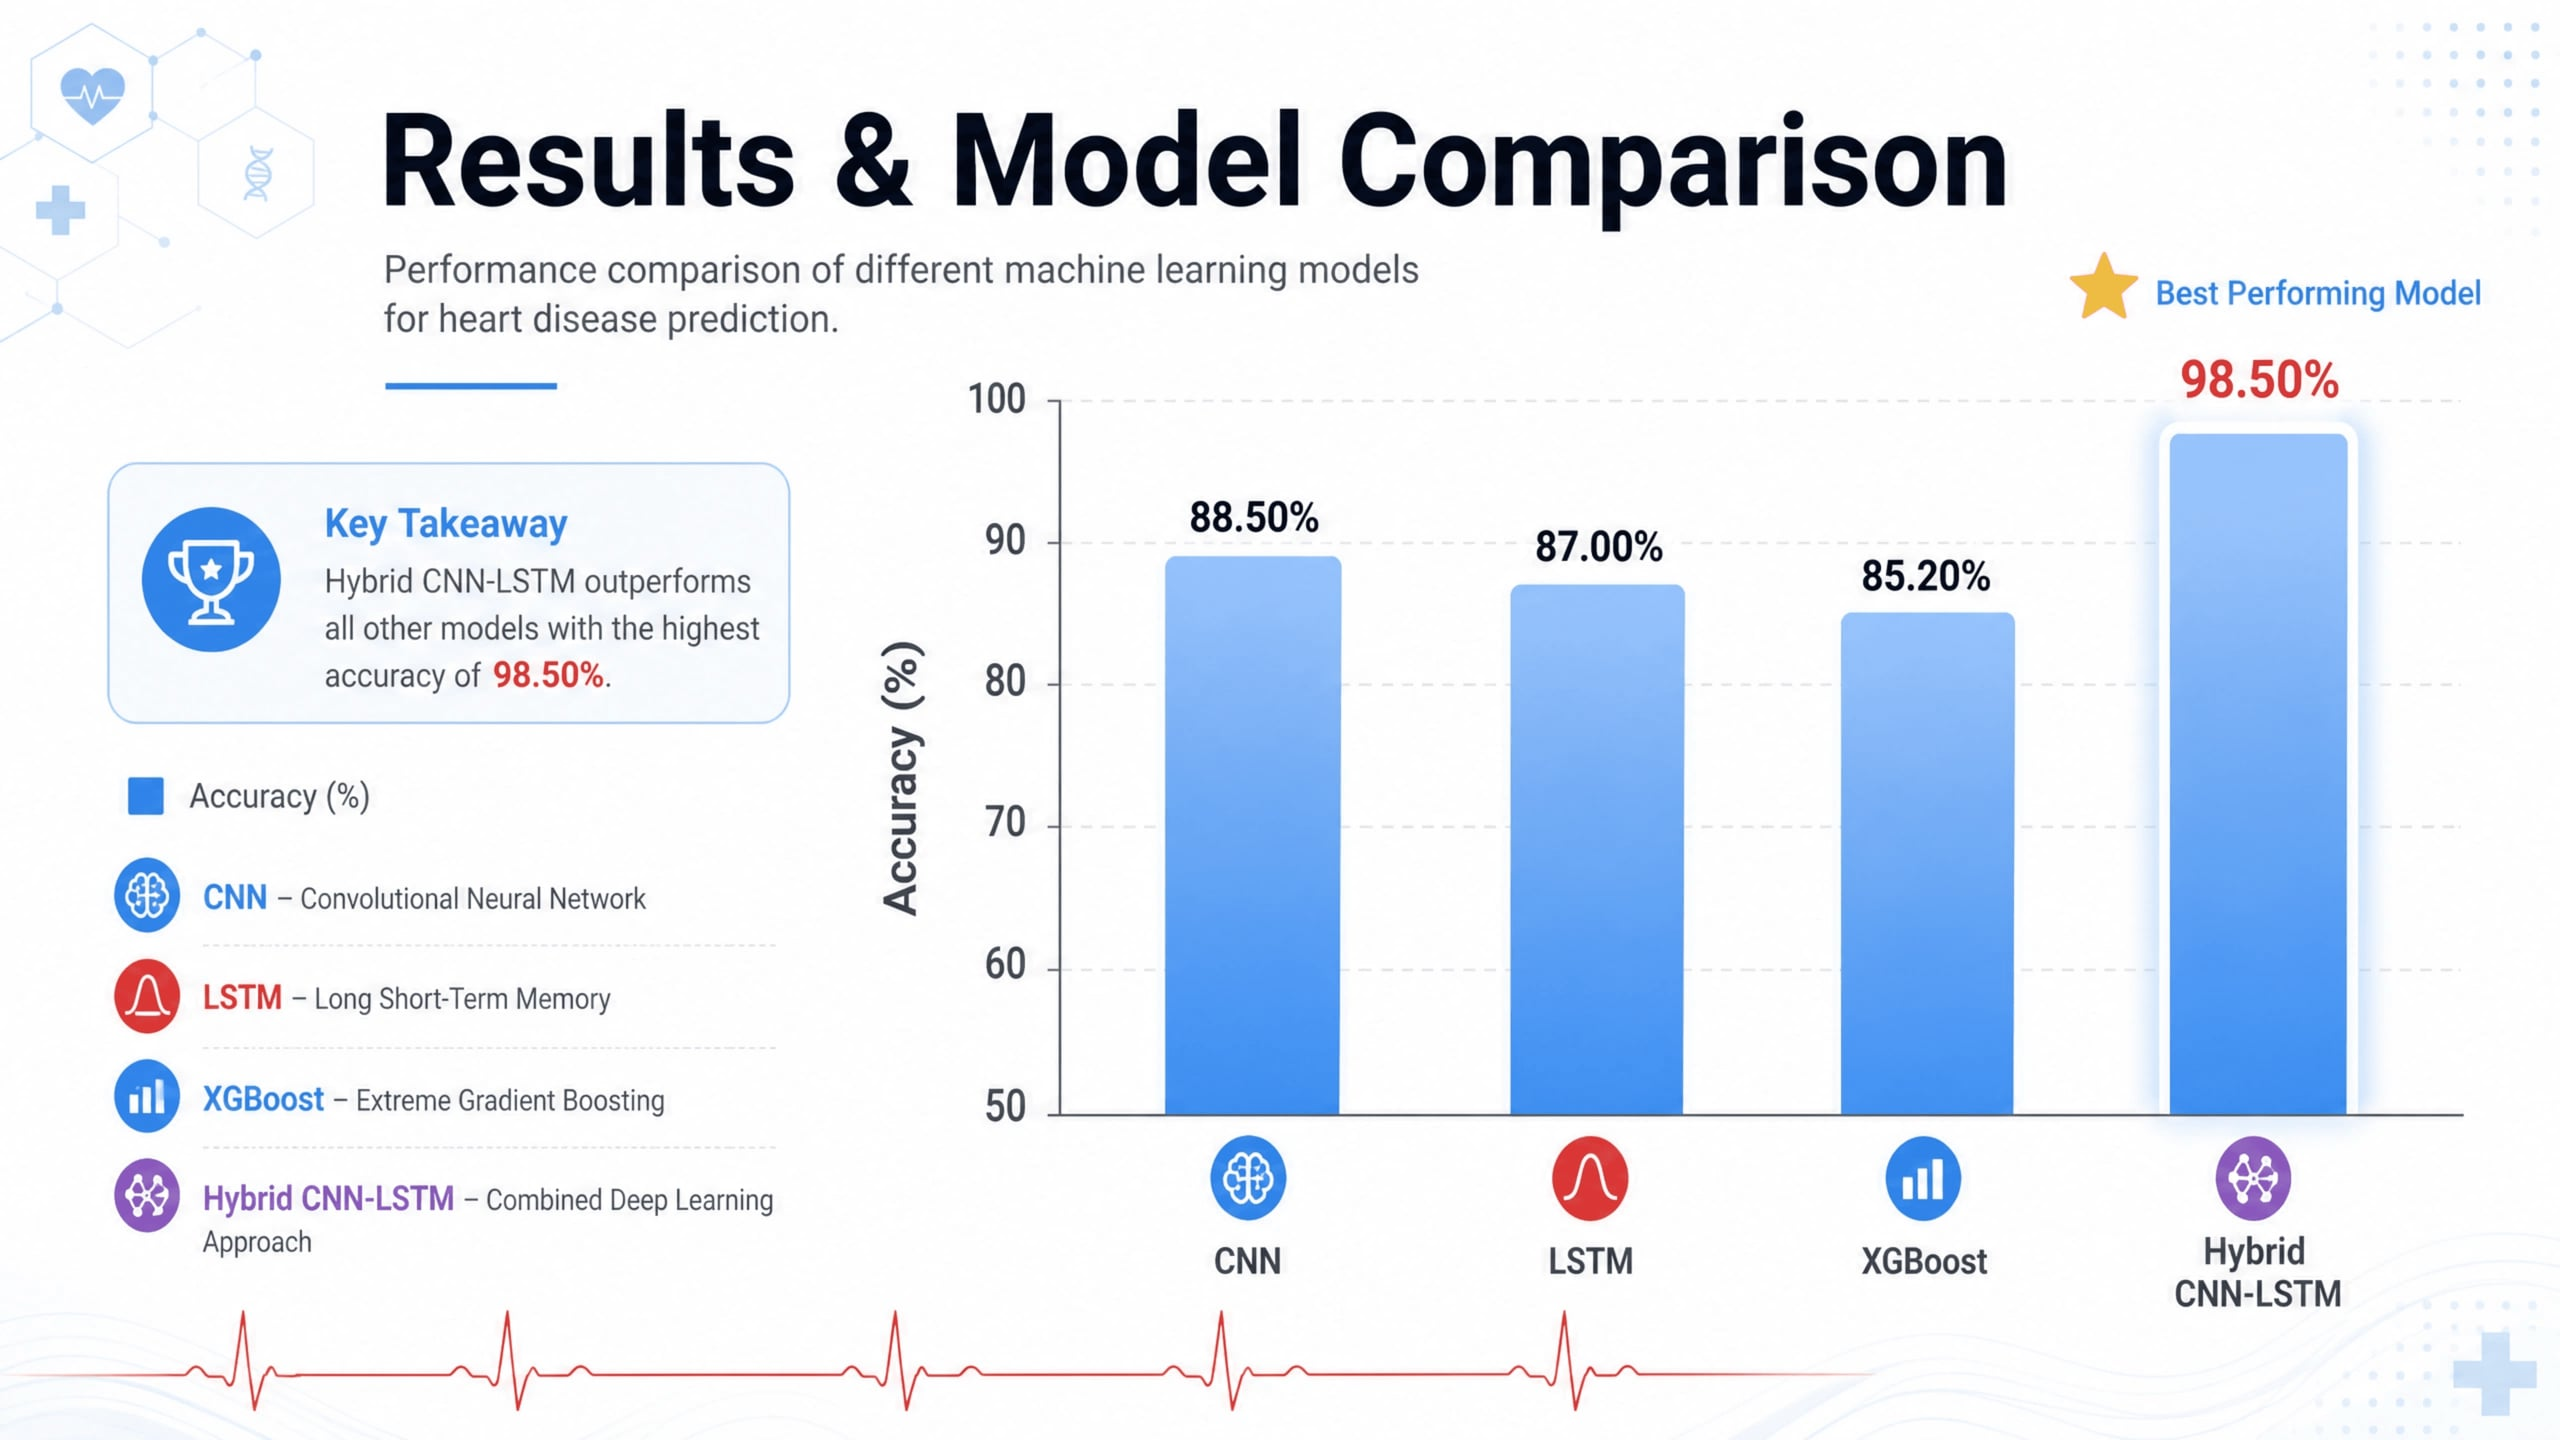 Results & Model Comparison
Performance comparison of different machine learning models
for heart disease prediction.
Best Performing Model
Key Takeaway
Hybrid CNN-LSTM outperforms
all other models with the highest
accuracy of 98.50%.
Accuracy (%)
CNN – Convolutional Neural Network
LSTM – Long Short-Term Memory
XGBoost – Extreme Gradient Boosting
Hybrid CNN-LSTM – Combined Deep Learning
Approach
Accuracy (%)
100
90
80
70
60
50
88.50%
87.00%
85.20%
98.50%
CNN
LSTM
XGBoost
Hybrid
CNN-LSTM